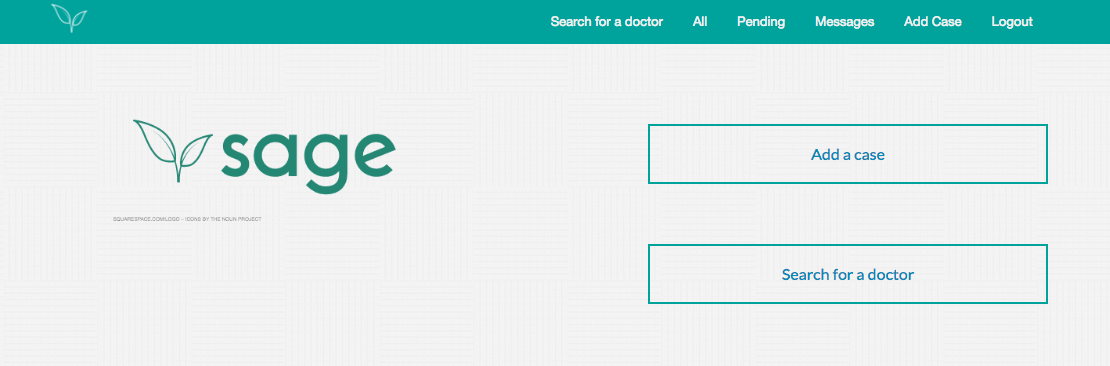 Search for a doctor All Pending Messages Add Case Logout
sage
SQUARESPACE.COM/LOGO - ICONS BY THE NOUN PROJECT
Add a case
Search for a doctor